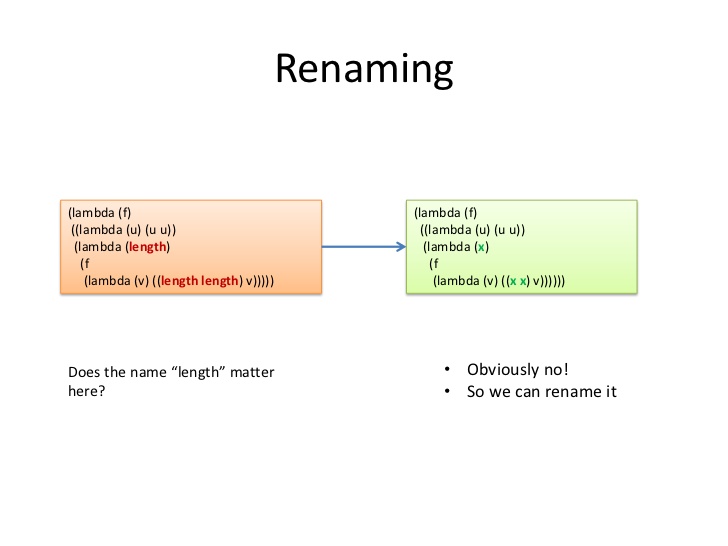 Renaming
(lambda (f)
((lambda (u) (u u))
(lambda (length)
(f
(lambda (v) ((length length) v)))))
(lambda (f)
((lambda (u) (u u))
(lambda (x)
(f
(lambda (v) ((x x) v))))))
Does the name “length” matter
here?
• Obviously no!
• So we can rename it